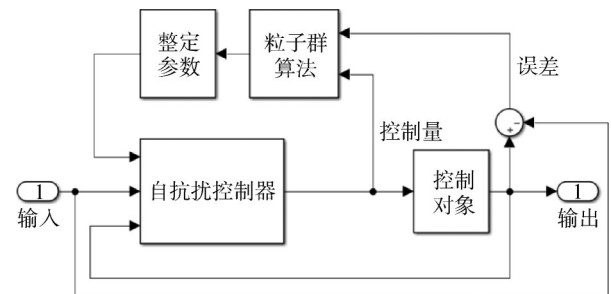 整定
参数
粒子群
算法
误差
-
+
控制量
1
输入
自抗扰控制器
控制
对象
1
输出